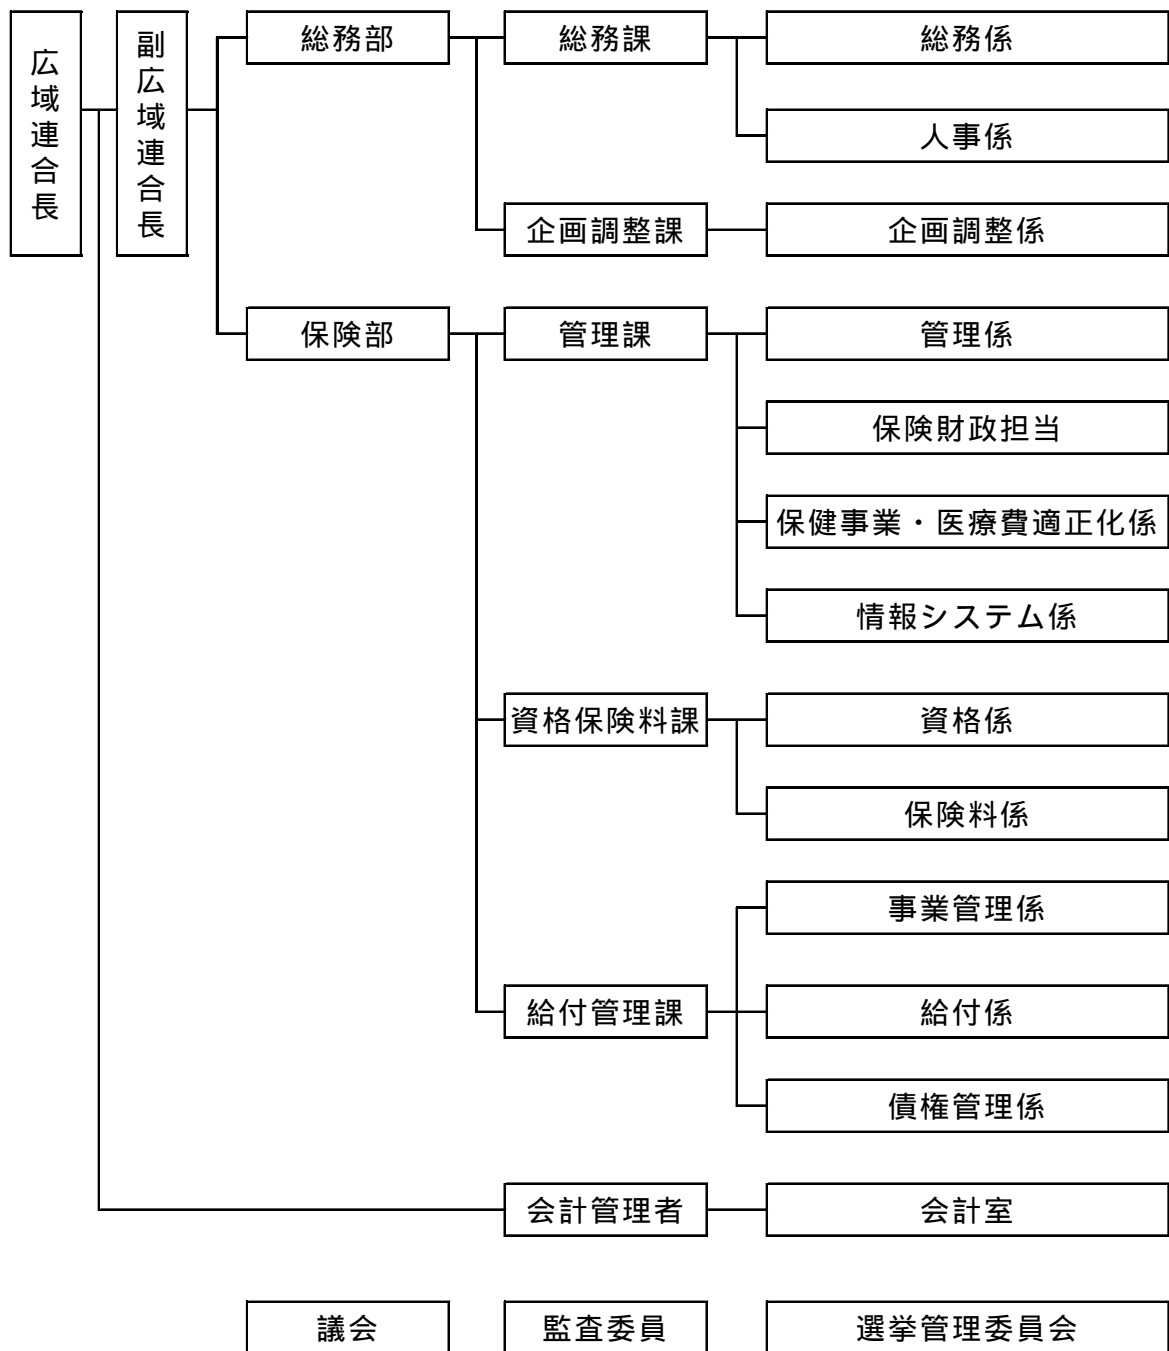 広域連合長
副広域連合長
総務部
総務課
総務係
人事係
企画調整課
企画調整係
保険部
管理課
管理係
保険財政担当
保健事業・医療費適正化係
情報システム係
資格保険料課
資格係
保険料係
事業管理係
給付管理課
給付係
債権管理係
会計管理者
会計室
議会
監査委員
選挙管理委員会